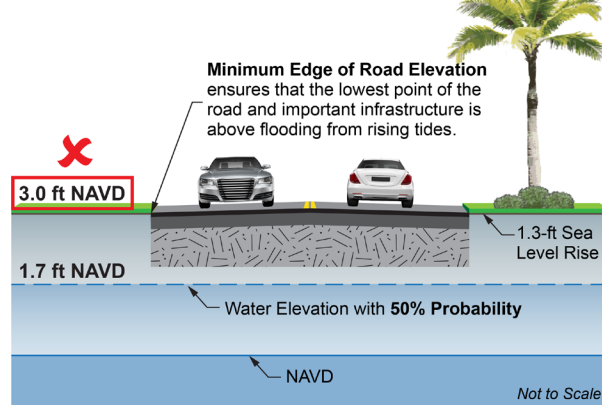 Minimum Edge of Road Elevation
ensures that the lowest point of the
road and important infrastructure is
above flooding from rising tides.
3.0 ft NAVD
1.3-ft Sea
Level Rise
1.7 ft NAVD
Water Elevation with 50% Probability
NAVD
Not to Scale